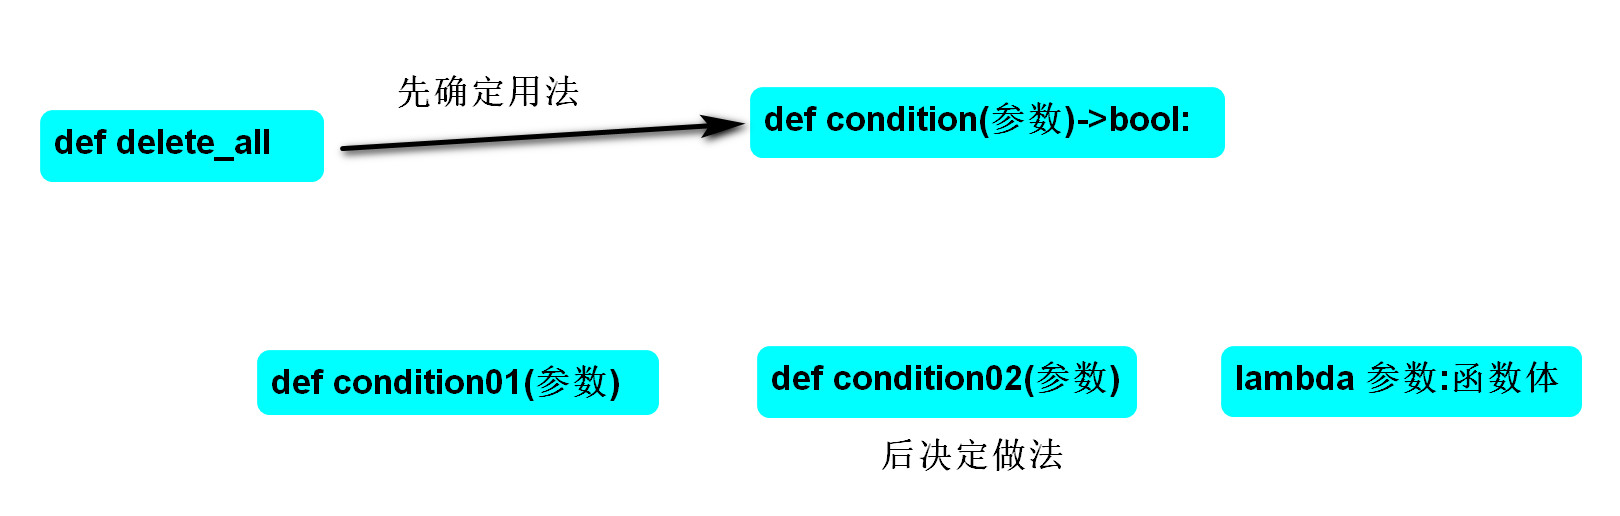 先确定用法
def delete_all
def condition(参数)->bool:
def condition01(参数)
def condition02(参数)
lambda 参数:函数体
后决定做法